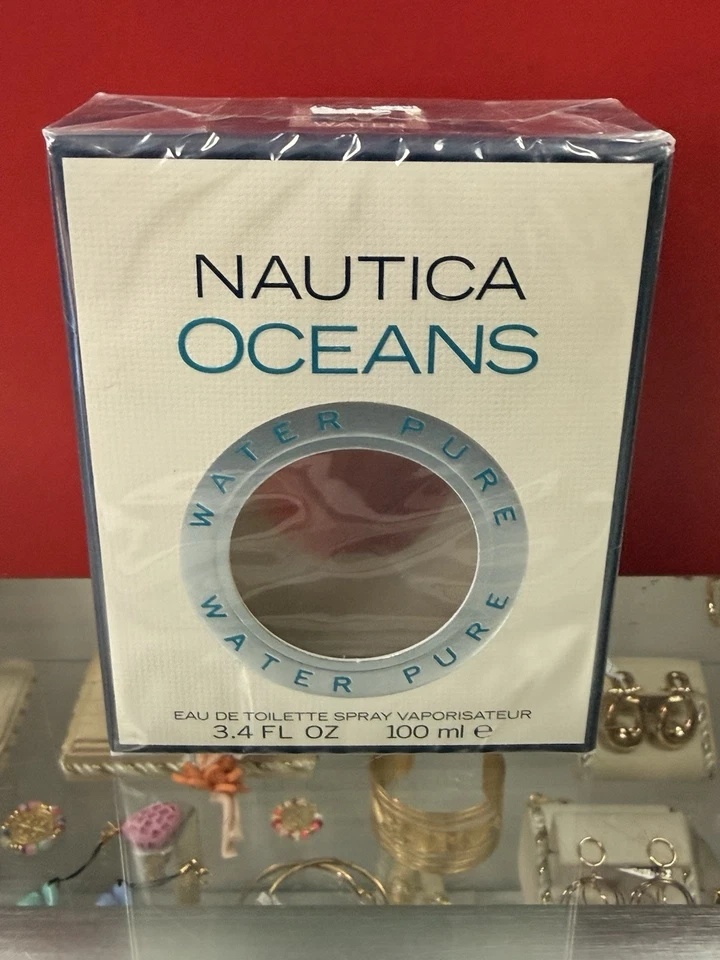 NAUTICA
OCEANS
WATER PURE
WATER PURE
EAU DE TOILETTE SPRAY VAPORISATEUR
3.4 FL OZ 100 ml ℮